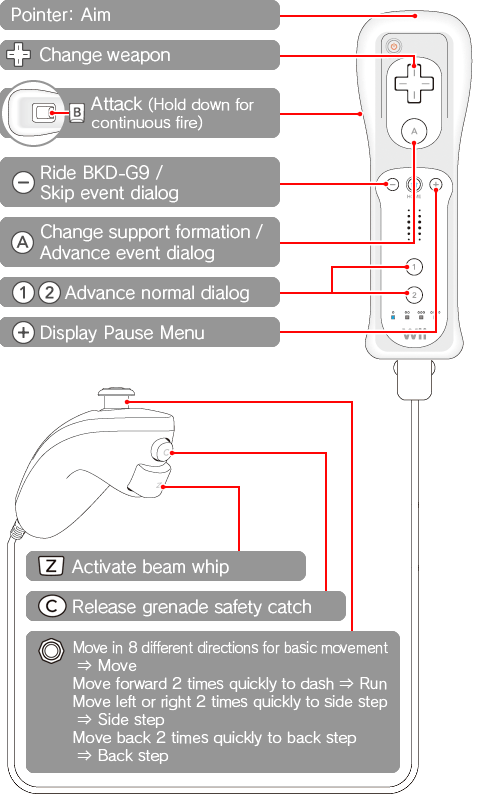 Pointer: Aim
Change weapon
B Attack (Hold down for
continuous fire)
Ride BKD-G9 /
Skip event dialog
A Change support formation /
Advance event dialog
1 2 Advance normal dialog
Display Pause Menu
A
HOME
1
2
Wii
C
Z
Z Activate beam whip
C Release grenade safety catch
Move in 8 different directions for basic movement
⇒ Move
Move forward 2 times quickly to dash ⇒ Run
Move left or right 2 times quickly to side step
⇒ Side step
Move back 2 times quickly to back step
⇒ Back step